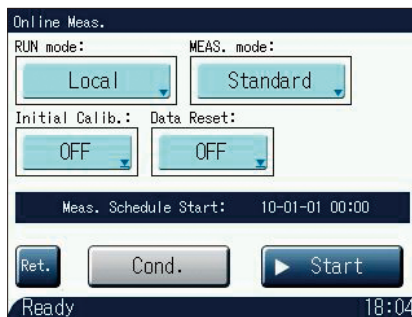 Online Meas.
RUN mode: MEAS. mode:
Local Standard
Initial Calib.: Data Reset:
OFF OFF
Meas. Schedule Start: 10-01-01 00:00
Ret. Cond. Start
Ready 18:04